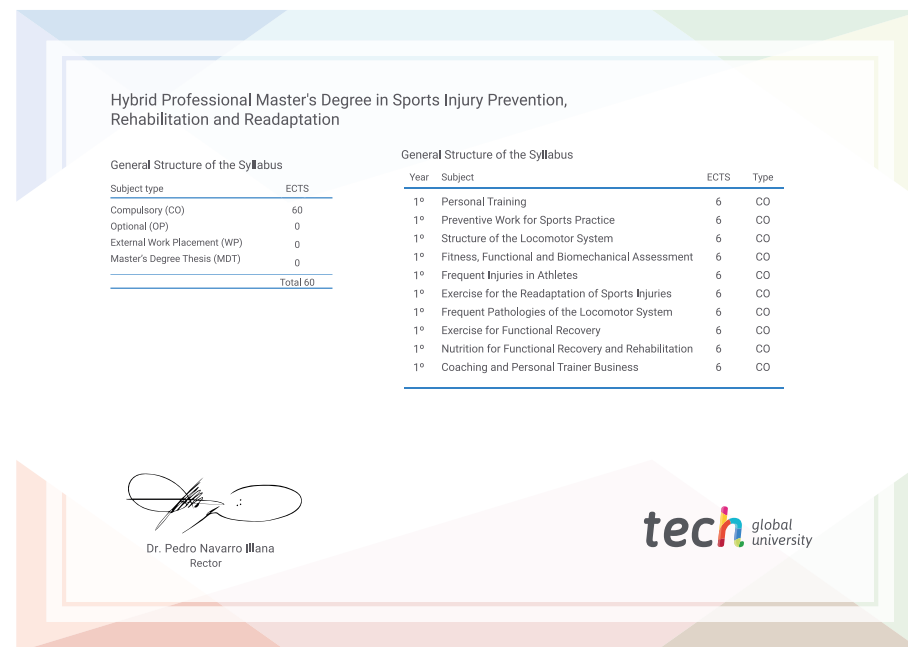 Hybrid Professional Master's Degree in Sports Injury Prevention,
Rehabilitation and Readaptation
General Structure of the Syllabus
Subject type ECTS
Compulsory (CO) 60
Optional (OP) 0
External Work Placement (WP) 0
Master's Degree Thesis (MDT) 0
Total 60
General Structure of the Syllabus
Year Subject ECTS Type
1º Personal Training 6 CO
1º Preventive Work for Sports Practice 6 CO
1º Structure of the Locomotor System 6 CO
1º Fitness, Functional and Biomechanical Assessment 6 CO
1º Frequent Injuries in Athletes 6 CO
1º Exercise for the Readaptation of Sports Injuries 6 CO
1º Frequent Pathologies of the Locomotor System 6 CO
1º Exercise for Functional Recovery 6 CO
1º Nutrition for Functional Recovery and Rehabilitation 6 CO
1º Coaching and Personal Trainer Business 6 CO
Dr. Pedro Navarro Illana
Rector
tech global
university